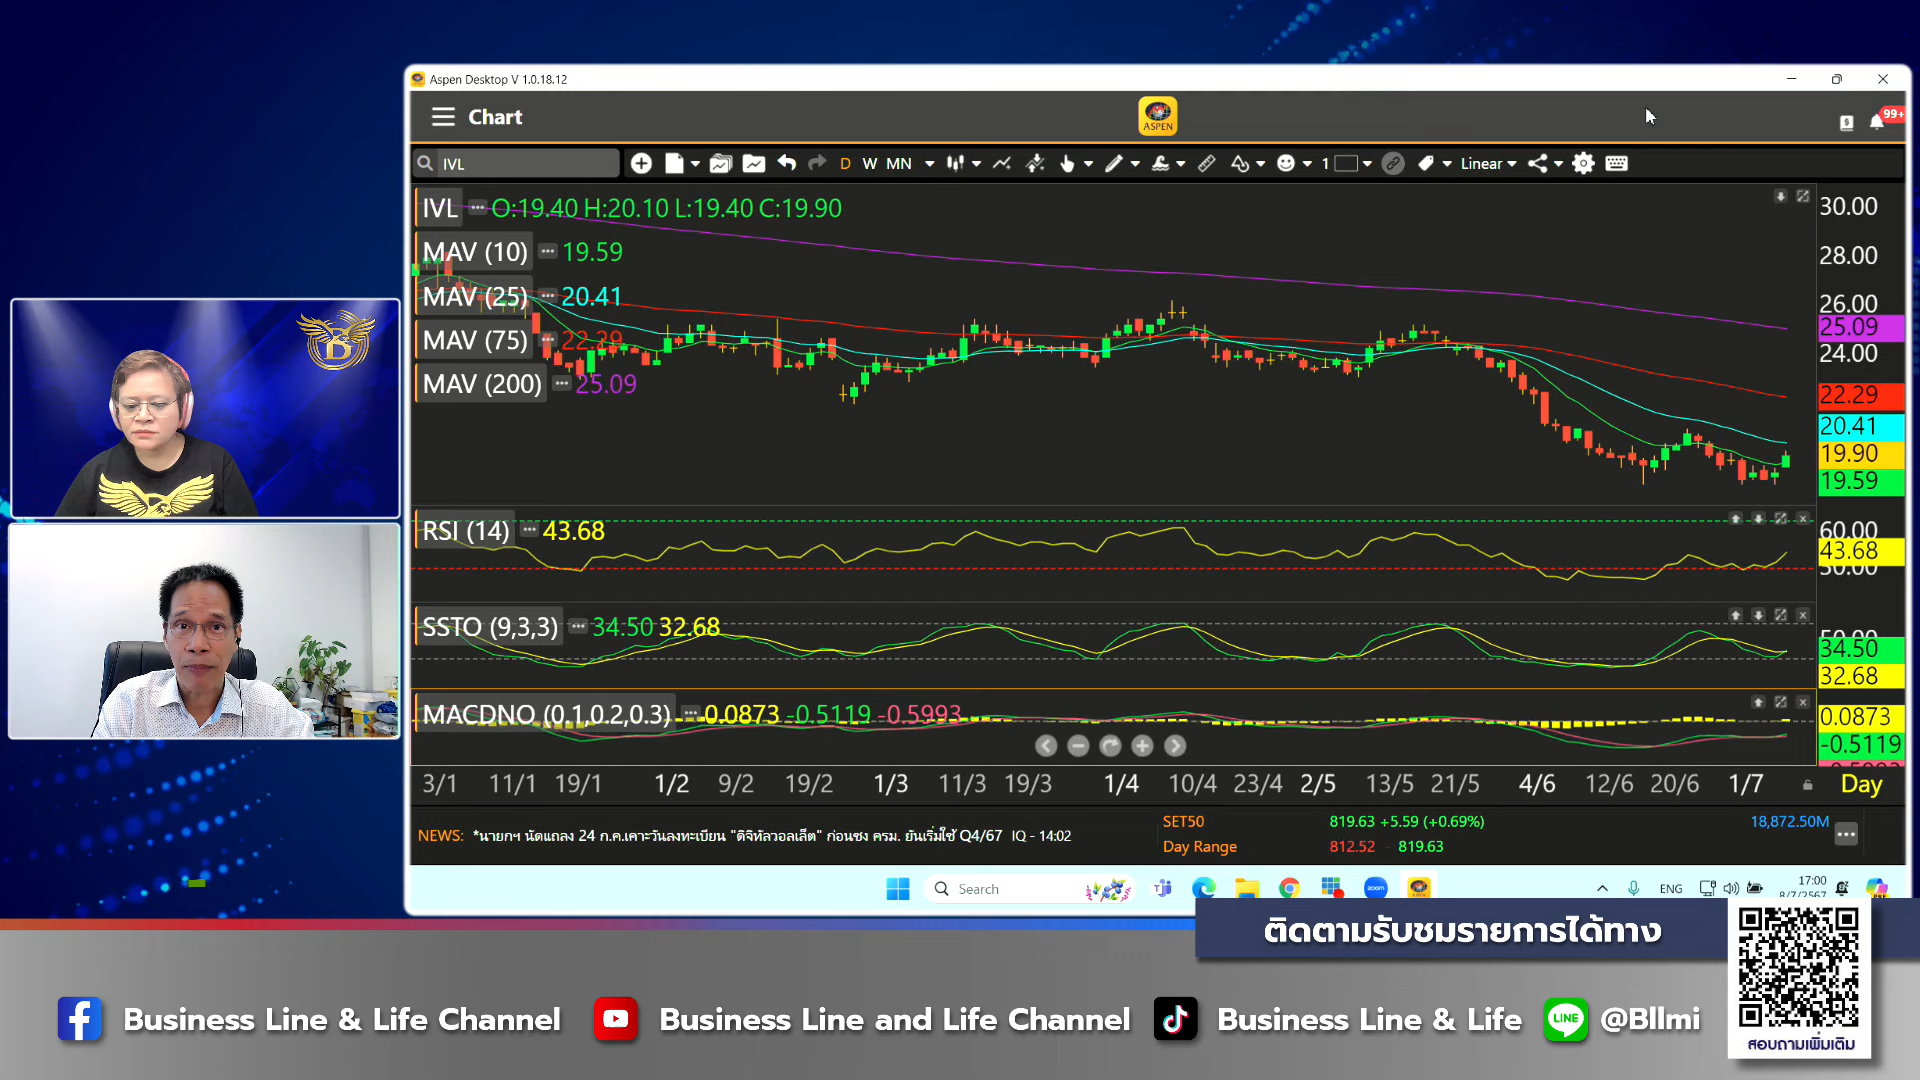 Aspen Desktop V 1.0.18.12
Chart
ASPEN
99+
IVL
D W MN
1
Linear
IVL O:19.40 H:20.10 L:19.40 C:19.90
MAV (10) 19.59
MAV (25) 20.41
MAV (75) 22.29
MAV (200) 25.09
30.00
28.00
26.00
25.09
24.00
22.29
20.41
19.90
19.59
RSI (14) 43.68
60.00
43.68
SSTO (9,3,3) 34.50 32.68
34.50
32.68
MACDNO (0.1,0.2,0.3) 0.0873 -0.5119 -0.5993
0.0873
-0.5119
3/1 11/1 19/1 1/2 9/2 19/2 1/3 11/3 19/3 1/4 10/4 23/4 2/5 13/5 21/5 4/6 12/6 20/6 1/7 Day
NEWS: *นายกฯ นัดแถลง 24 ก.ค.เคาะวันลงทะเบียน "ดิจิทัลวอลเล็ต" ก่อนชง ครม. ยันเริ่มใช้ Q4/67 IQ - 14:02
SET50 819.63 +5.59 (+0.69%) 18,872.50M
Day Range 812.52 - 819.63
Search
zoom
ENG
17:00
8/7/2567
D
ติดตามรับชมรายการได้ทาง
Business Line & Life Channel
Business Line and Life Channel
Business Line & Life
LINE
@Bllmi
สอบถามเพิ่มเติม